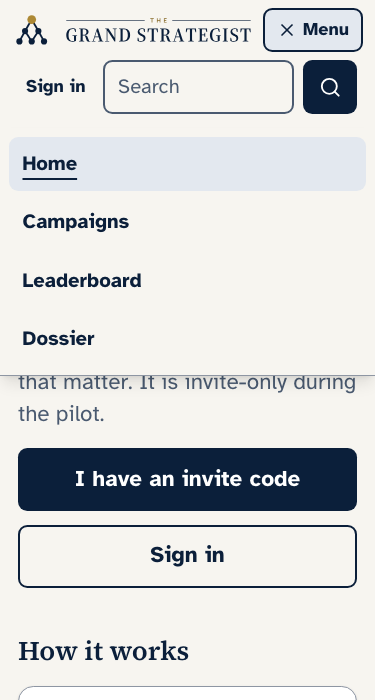 THE
GRAND STRATEGIST
Menu
Sign in
Search
Home
Campaigns
Leaderboard
Dossier
that matter. It is invite-only during
the pilot.
I have an invite code
Sign in
How it works